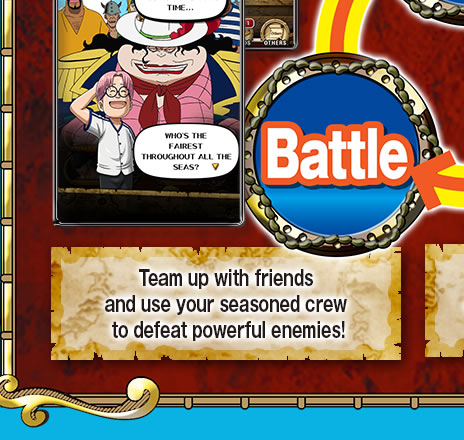 TIME...
OTHERS
WHO'S THE
FAIREST
THROUGHOUT ALL THE
SEAS?
Battle
Team up with friends
and use your seasoned crew
to defeat powerful enemies!